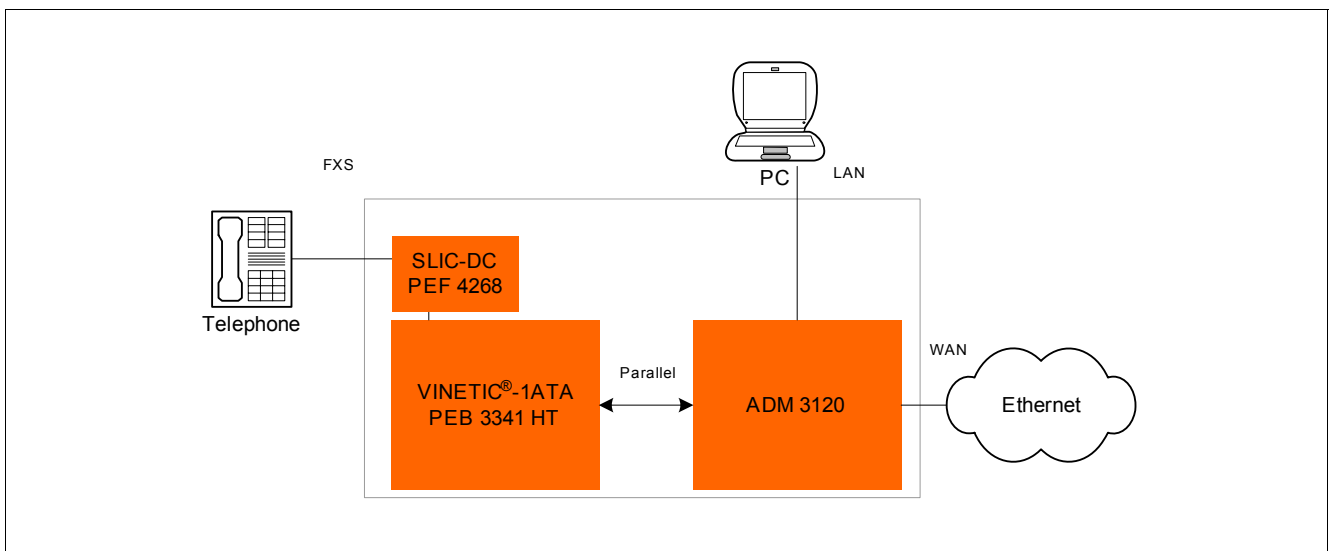 PC
LAN
FXS
SLIC-DC
PEF 4268
Telephone
VINETIC®-1ATA
PEB 3341 HT
Parallel
ADM 3120
WAN
Ethernet